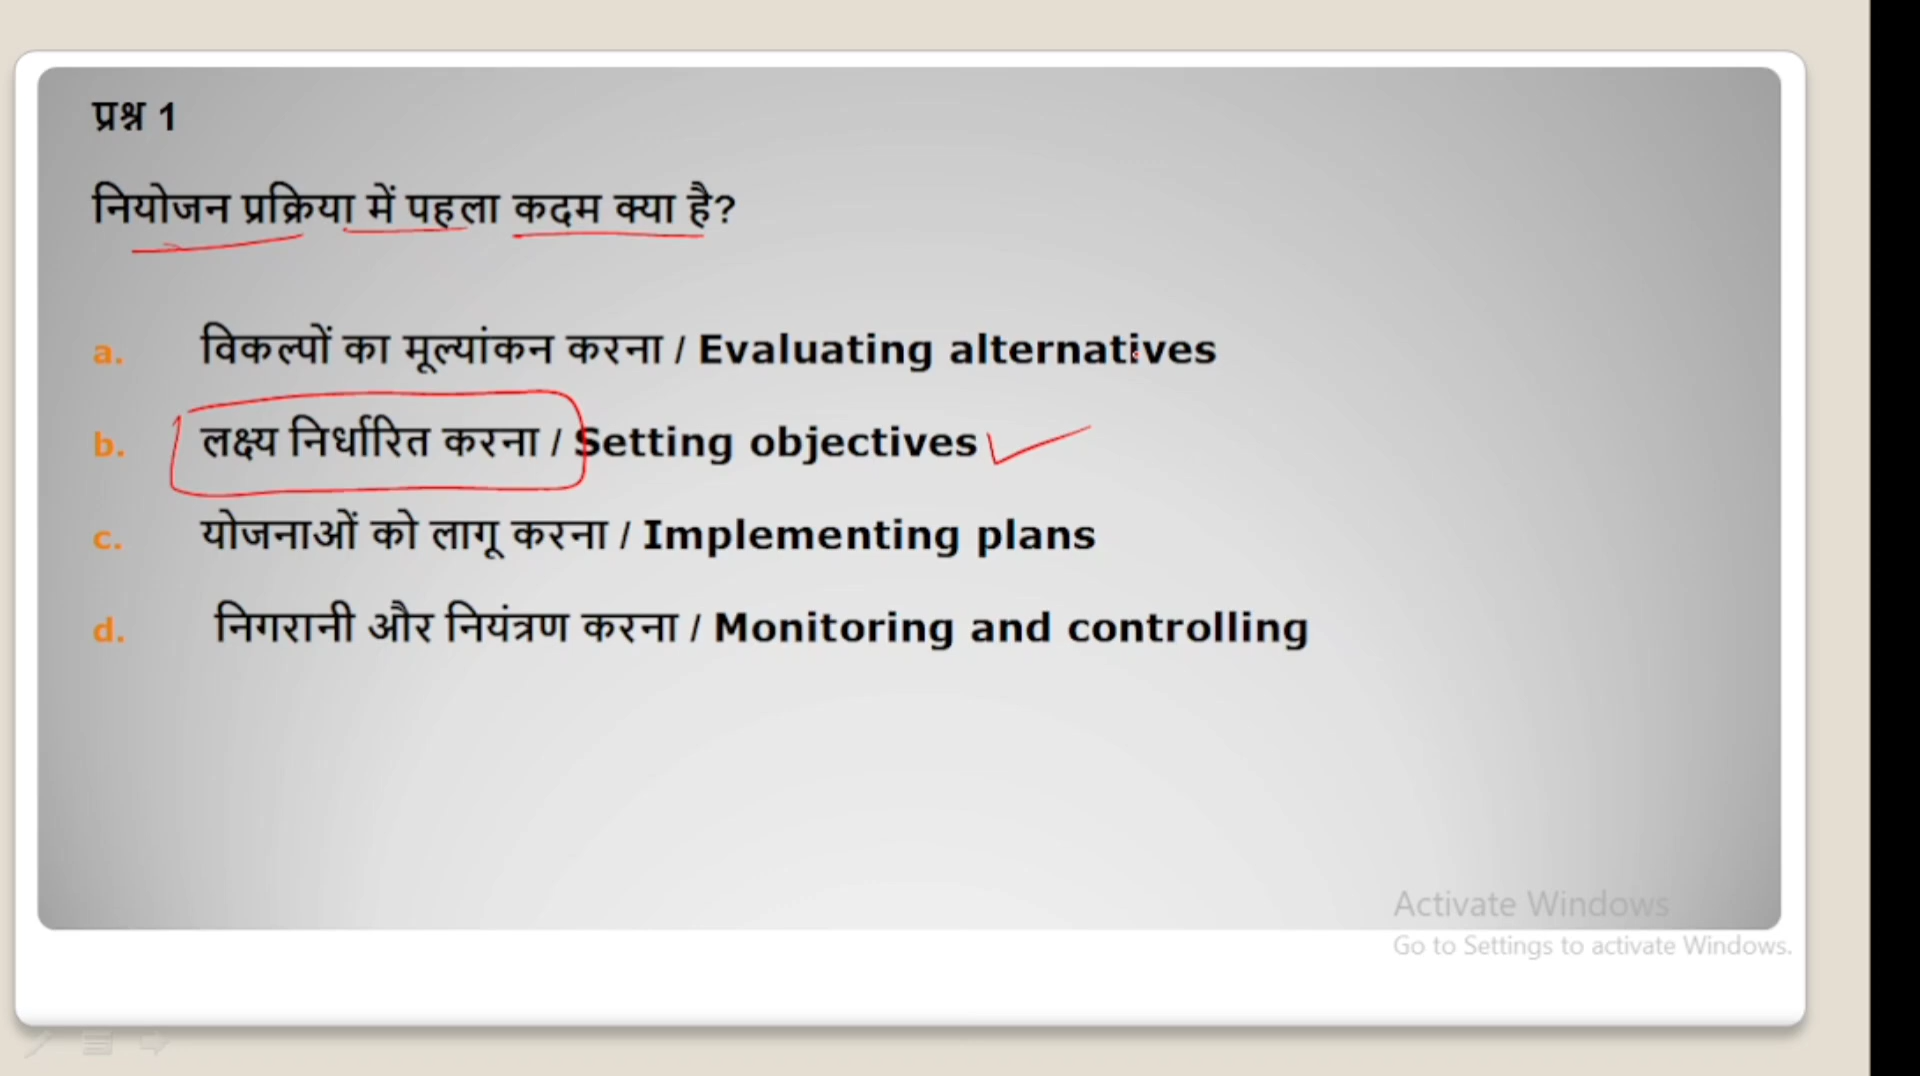 प्रश्न 1
नियोजन प्रक्रिया में पहला कदम क्या है?
a. विकल्पों का मूल्यांकन करना / Evaluating alternatives
b. लक्ष्य निर्धारित करना / Setting objectives
c. योजनाओं को लागू करना / Implementing plans
d. निगरानी और नियंत्रण करना / Monitoring and controlling
Activate Windows
Go to Settings to activate Windows.